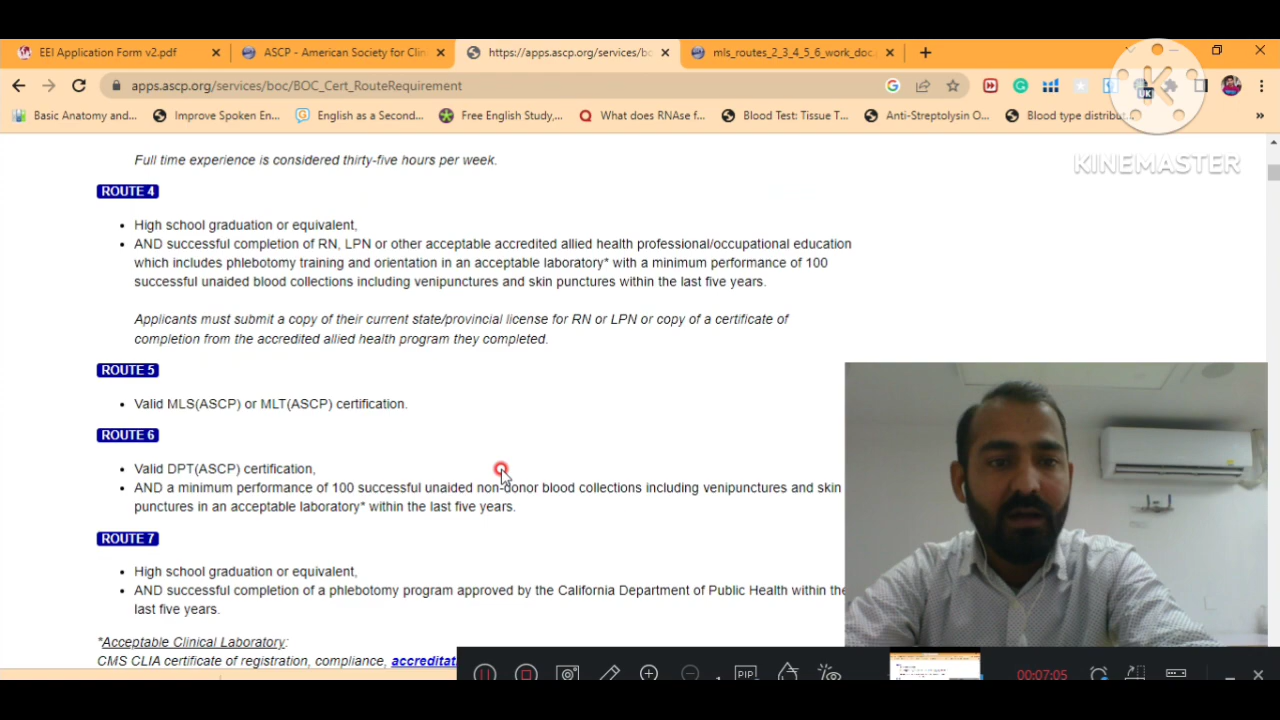 EEI Application Form v2.pdf
ASCP - American Society for Clin
https://apps.ascp.org/services/bc
mls_routes_2_3_4_5_6_work_doc.
apps.ascp.org/services/boc/BOC_Cert_RouteRequirement
Basic Anatomy and...
Improve Spoken En...
English as a Second...
Free English Study,...
What does RNAse f...
Blood Test: Tissue T...
Anti-Streptolysin O...
Blood type distribut...
UK
K
KINEMASTER
Full time experience is considered thirty-five hours per week.
ROUTE 4
• High school graduation or equivalent,
• AND successful completion of RN, LPN or other acceptable accredited allied health professional/occupational education
which includes phlebotomy training and orientation in an acceptable laboratory* with a minimum performance of 100
successful unaided blood collections including venipunctures and skin punctures within the last five years.
Applicants must submit a copy of their current state/provincial license for RN or LPN or copy of a certificate of
completion from the accredited allied health program they completed.
ROUTE 5
• Valid MLS(ASCP) or MLT(ASCP) certification.
ROUTE 6
• Valid DPT(ASCP) certification,
• AND a minimum performance of 100 successful unaided non-donor blood collections including venipunctures and skin
punctures in an acceptable laboratory* within the last five years.
ROUTE 7
• High school graduation or equivalent,
• AND successful completion of a phlebotomy program approved by the California Department of Public Health within the
last five years.
*Acceptable Clinical Laboratory:
CMS CLIA certificate of registration, compliance, accreditat
PIP
00:07:05